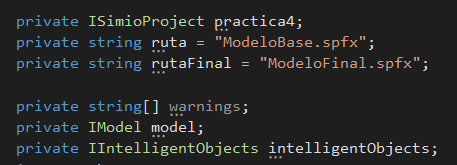 private ISimioProject practica4;
private string ruta = "ModeloBase.spfx";
private string rutaFinal = "ModeloFinal.spfx";
private string[] warnings;
private IModel model;
private IIntelligentObjects intelligentObjects;